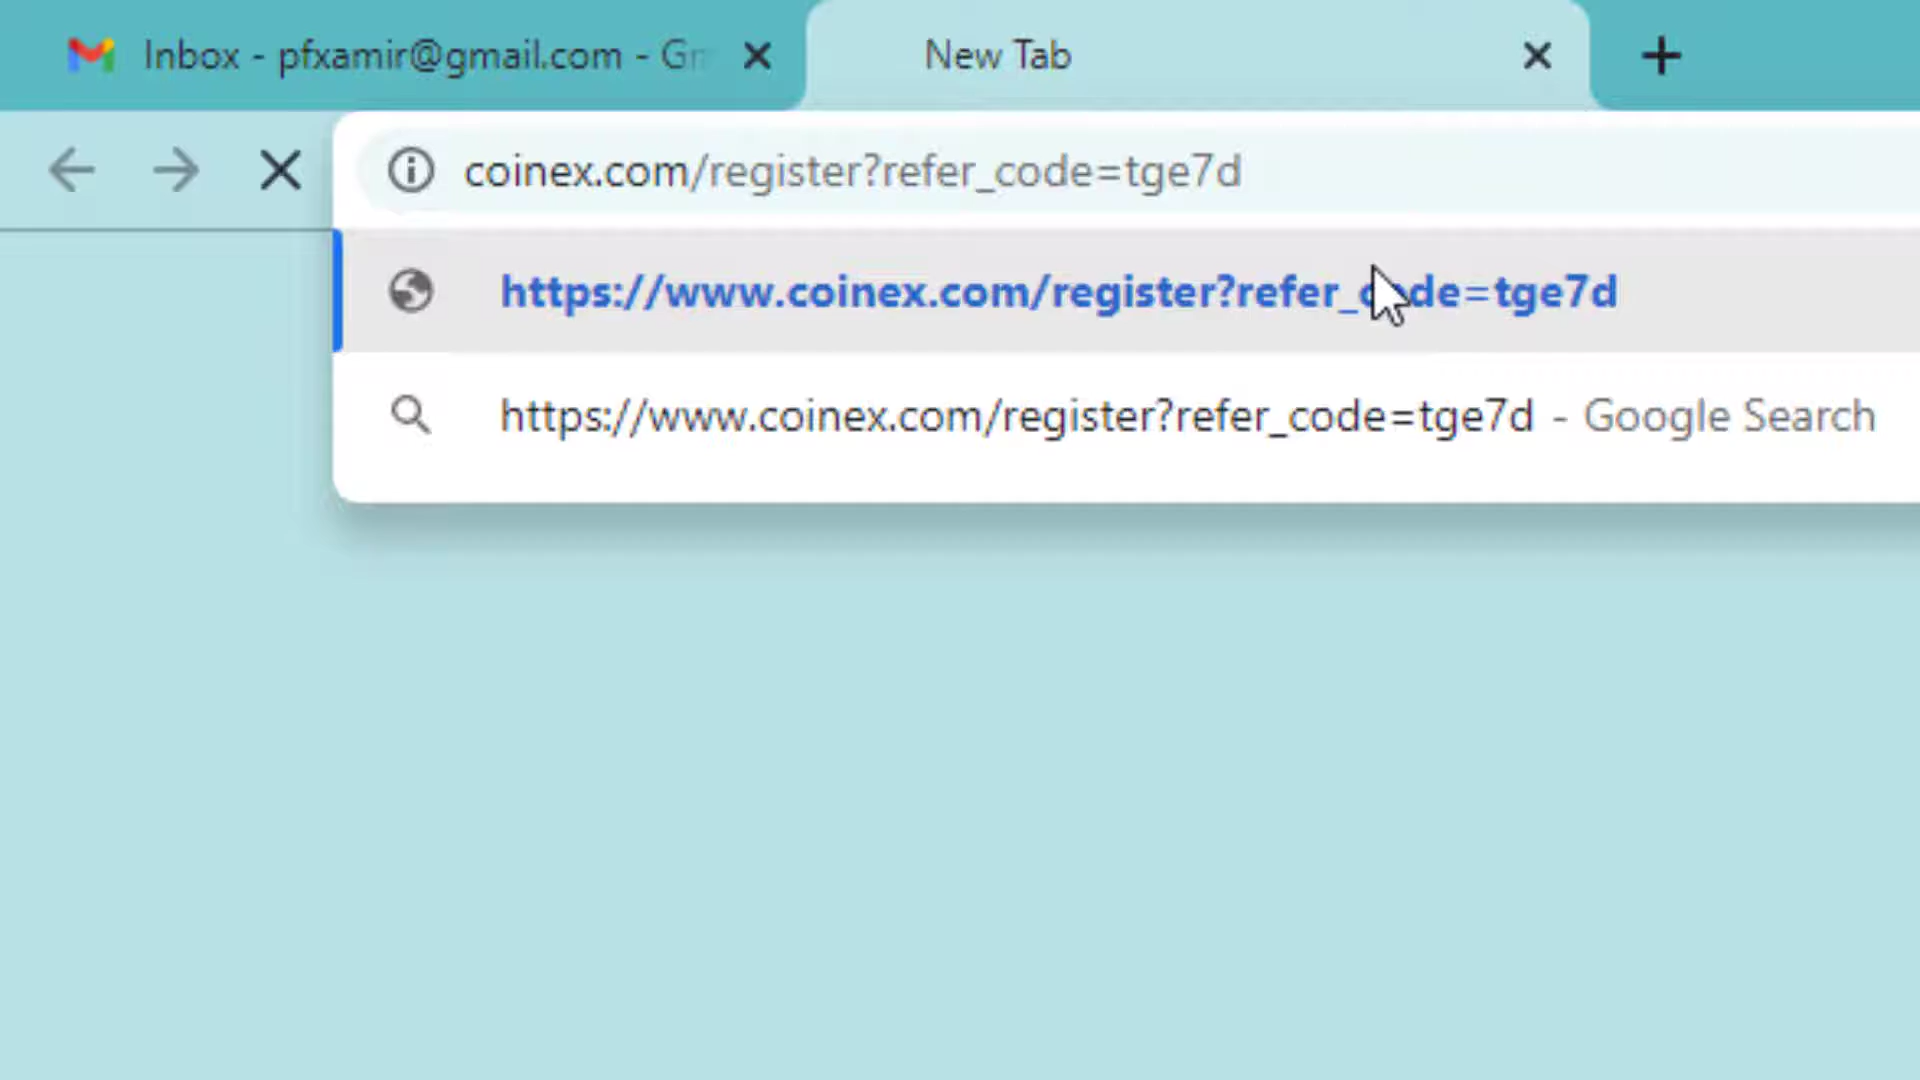 Inbox - pfxamir@gmail.com - Gm
New Tab
coinex.com/register?refer_code=tge7d
https://www.coinex.com/register?refer_code=tge7d
https://www.coinex.com/register?refer_code=tge7d - Google Search